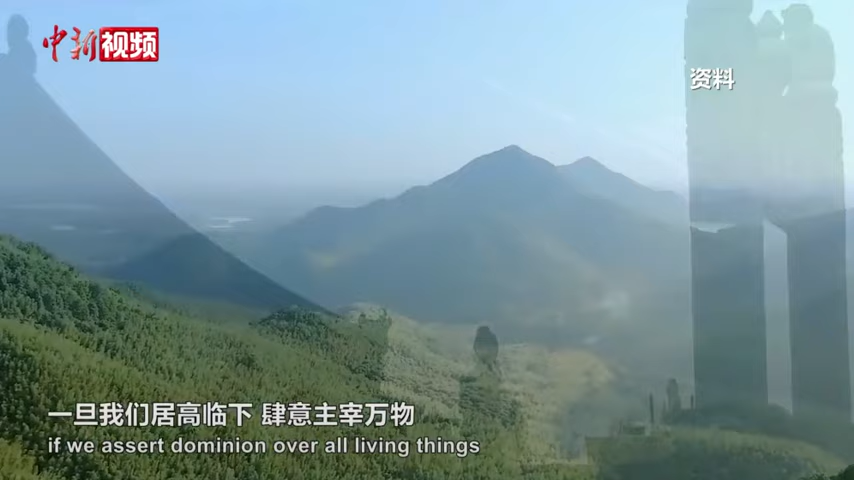 中新视频
资料
一旦我们居高临下 肆意主宰万物
if we assert dominion over all living things